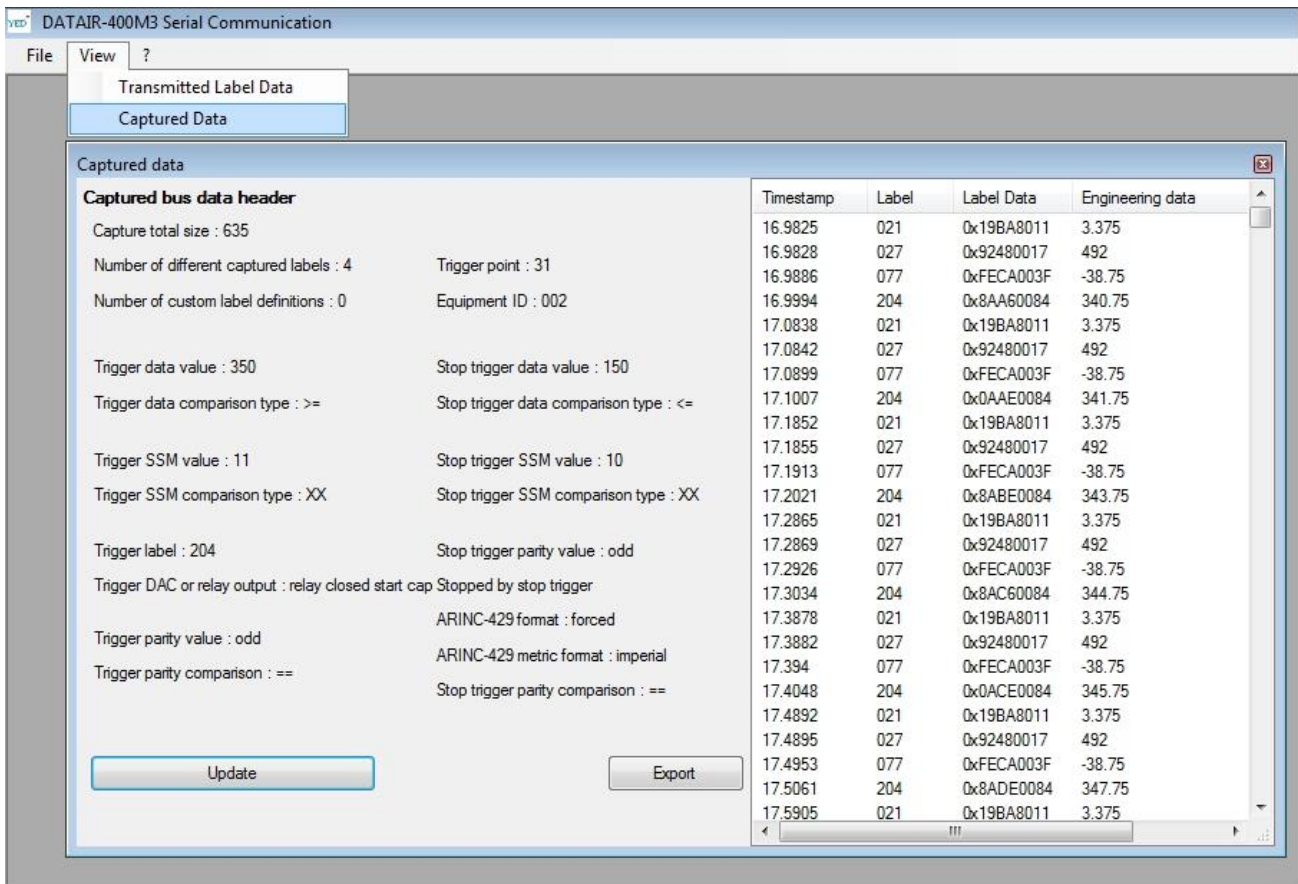 YED DATAIR-400M3 Serial Communication
File View ?
Transmitted Label Data
Captured Data
Captured data
Captured bus data header
Capture total size : 635
Number of different captured labels : 4 Trigger point : 31
Number of custom label definitions : 0 Equipment ID : 002
Trigger data value : 350 Stop trigger data value : 150
Trigger data comparison type : >= Stop trigger data comparison type : <=
Trigger SSM value : 11 Stop trigger SSM value : 10
Trigger SSM comparison type : XX Stop trigger SSM comparison type : XX
Trigger label : 204 Stop trigger parity value : odd
Trigger DAC or relay output : relay closed start cap Stopped by stop trigger
ARINC-429 format : forced
Trigger parity value : odd
ARINC-429 metric format : imperial
Trigger parity comparison : ==
Stop trigger parity comparison : ==
Update Export
Timestamp Label Label Data Engineering data
16.9825 021 0x19BA8011 3.375
16.9828 027 0x92480017 492
16.9886 077 0xFECA003F -38.75
16.9994 204 0x8AA60084 340.75
17.0838 021 0x19BA8011 3.375
17.0842 027 0x92480017 492
17.0899 077 0xFECA003F -38.75
17.1007 204 0x0AAE0084 341.75
17.1852 021 0x19BA8011 3.375
17.1855 027 0x92480017 492
17.1913 077 0xFECA003F -38.75
17.2021 204 0x8ABE0084 343.75
17.2865 021 0x19BA8011 3.375
17.2869 027 0x92480017 492
17.2926 077 0xFECA003F -38.75
17.3034 204 0x8AC60084 344.75
17.3878 021 0x19BA8011 3.375
17.3882 027 0x92480017 492
17.394 077 0xFECA003F -38.75
17.4048 204 0x0ACE0084 345.75
17.4892 021 0x19BA8011 3.375
17.4895 027 0x92480017 492
17.4953 077 0xFECA003F -38.75
17.5061 204 0x8ADE0084 347.75
17.5905 021 0x19BA8011 3.375